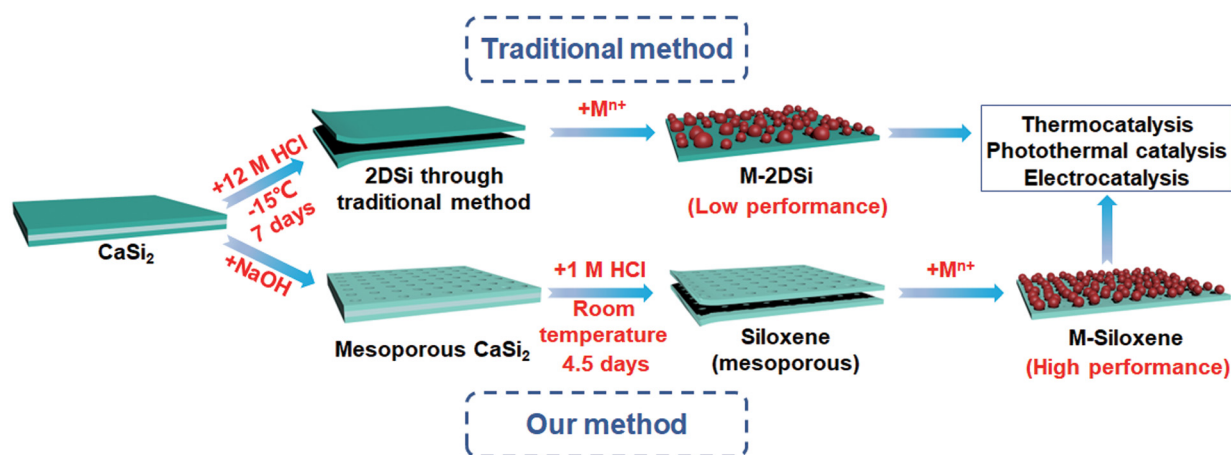 Traditional method
+12 M HCl
-15℃
7 days
2DSi through
traditional method
+Mⁿ⁺
M-2DSi
(Low performance)
Thermocatalysis
Photothermal catalysis
Electrocatalysis
CaSi₂
+NaOH
Mesoporous CaSi₂
+1 M HCl
Room
temperature
4.5 days
Siloxene
(mesoporous)
+Mⁿ⁺
M-Siloxene
(High performance)
Our method